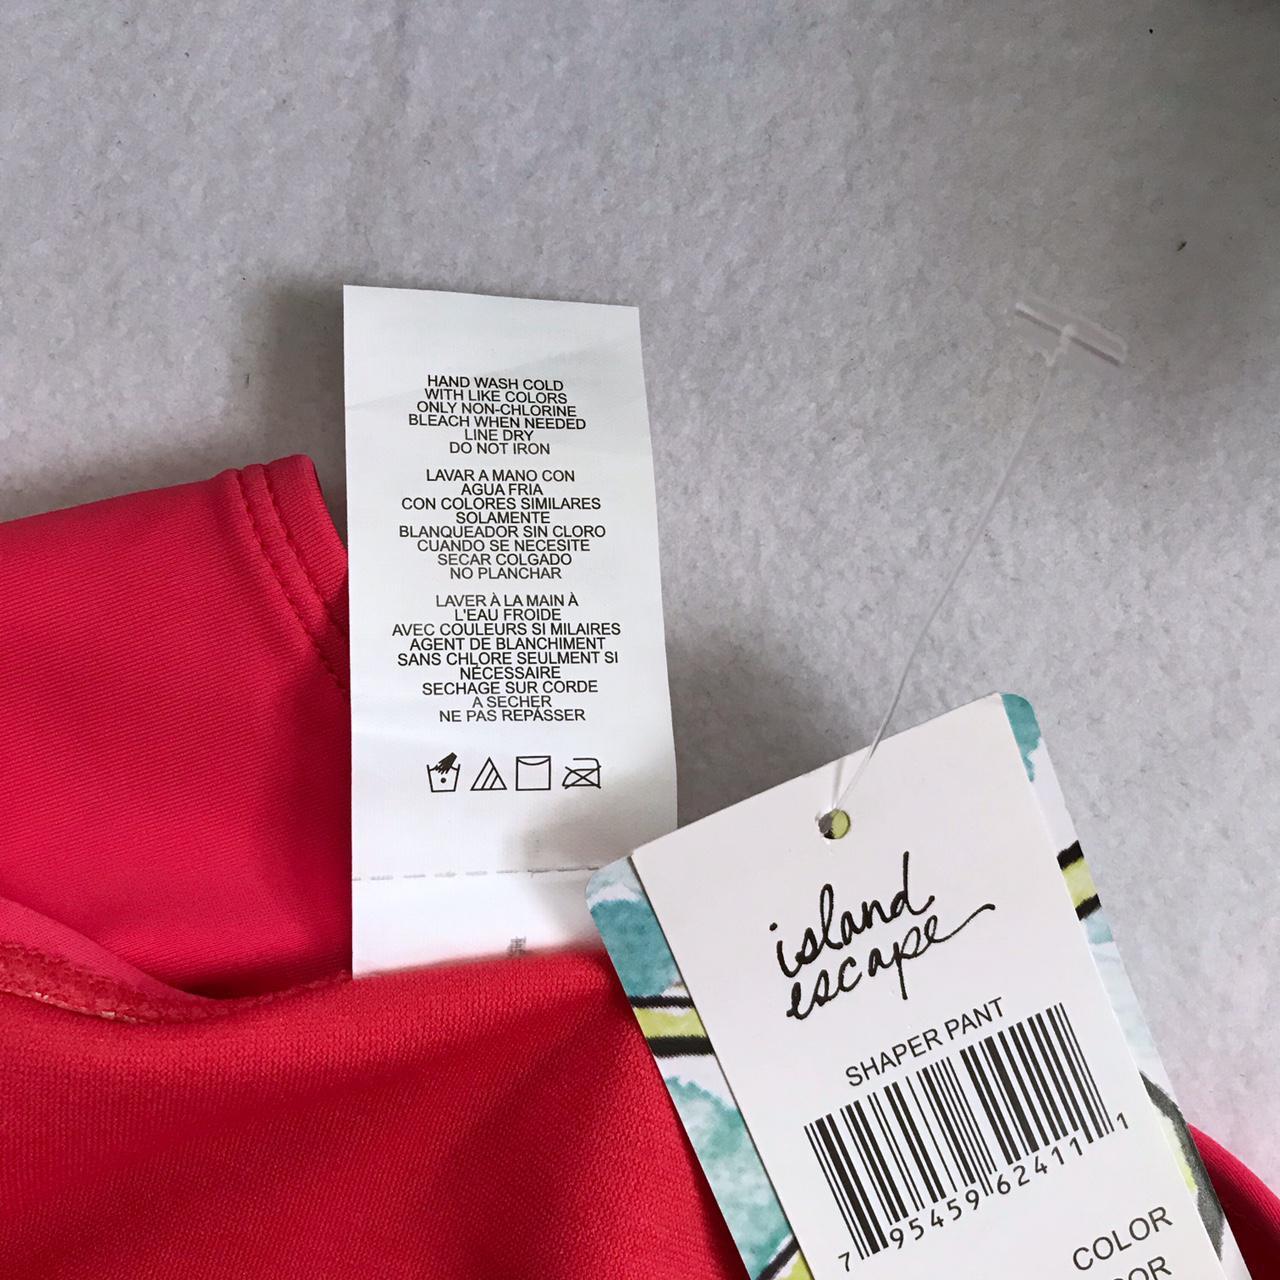 HAND WASH COLD
WITH LIKE COLORS
ONLY NON-CHLORINE
BLEACH WHEN NEEDED
LINE DRY
DO NOT IRON
LAVAR A MANO CON
AGUA FRIA
CON COLORES SIMILARES
SOLAMENTE
BLANQUEADOR SIN CLORO
CUANDO SE NECESITE
SECAR COLGADO
NO PLANCHAR
LAVER À LA MAIN À
L'EAU FROIDE
AVEC COULEURS SI MILAIRES
AGENT DE BLANCHIMENT
SANS CHLORE SEULMENT SI
NÉCESSAIRE
SECHAGE SUR CORDE
A SECHER
NE PAS REPASSER
island
escape
SHAPER PANT
7 95459 62411 1
COLOR